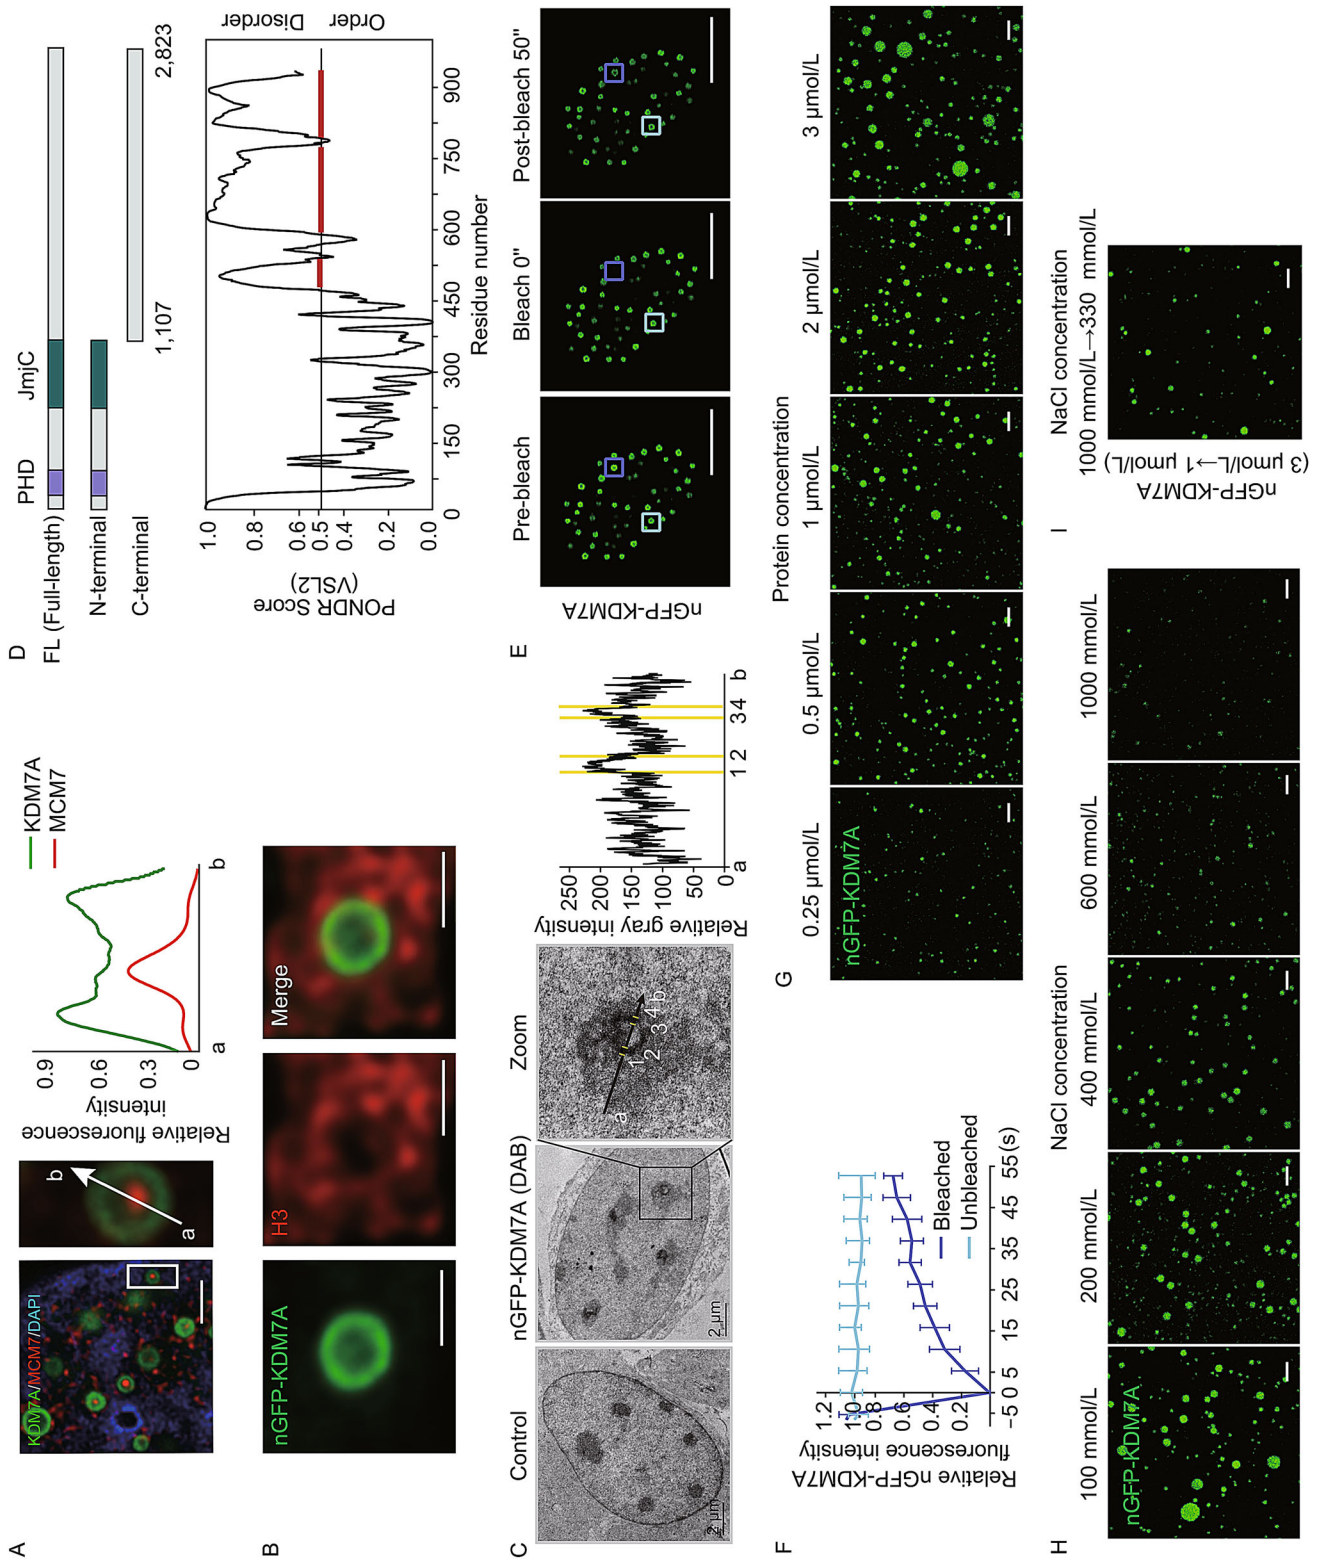 A
KDM7A/MCM7/DAPI
a
b
Relative fluorescence
intensity
0.9
0.6
0.3
0
a
b
KDM7A
MCM7
B
nGFP-KDM7A
H3
Merge
C
Control
nGFP-KDM7A (DAB)
Zoom
2 μm
2 μm
a
1
2
3
4
b
Relative gray intensity
250
200
150
100
50
0
a
1 2
3 4
b
D
PHD
JmjC
FL (Full-length)
N-terminal
C-terminal
1,107
2,823
PONDR Score
(VSL2)
1.0
0.8
0.6
0.5
0.4
0.2
0.0
0
150
300
450
600
750
900
Residue number
Disorder
Order
E
Pre-bleach
Bleach 0"
Post-bleach 50"
nGFP-KDM7A
F
Relative nGFP-KDM7A
fluorescence intensity
1.2
1.0
0.8
0.6
0.4
0.2
−5 0 5 15 25 35 45 55 (s)
Bleached
Unbleached
G
Protein concentration
0.25 μmol/L
0.5 μmol/L
1 μmol/L
2 μmol/L
3 μmol/L
nGFP-KDM7A
H
NaCl concentration
100 mmol/L
200 mmol/L
400 mmol/L
600 mmol/L
1000 mmol/L
nGFP-KDM7A
I
NaCl concentration
1000 mmol/L→330 mmol/L
nGFP-KDM7A
(3 μmol/L→1 μmol/L)